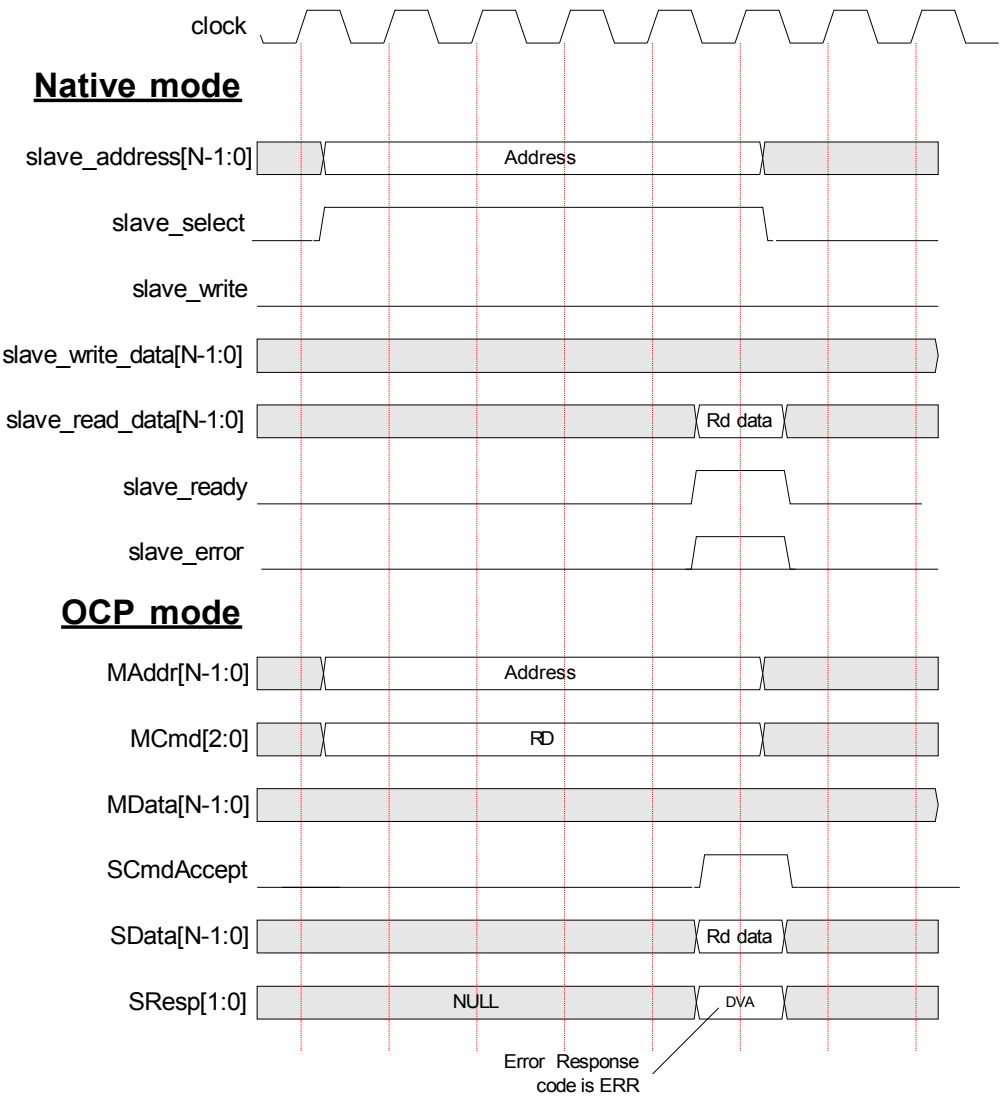 clock
Native mode
slave_address[N-1:0] Address
slave_select
slave_write
slave_write_data[N-1:0]
slave_read_data[N-1:0] Rd data
slave_ready
slave_error
OCP mode
MAddr[N-1:0] Address
MCmd[2:0] RD
MData[N-1:0]
SCmdAccept
SData[N-1:0] Rd data
SResp[1:0] NULL DVA
Error Response
code is ERR